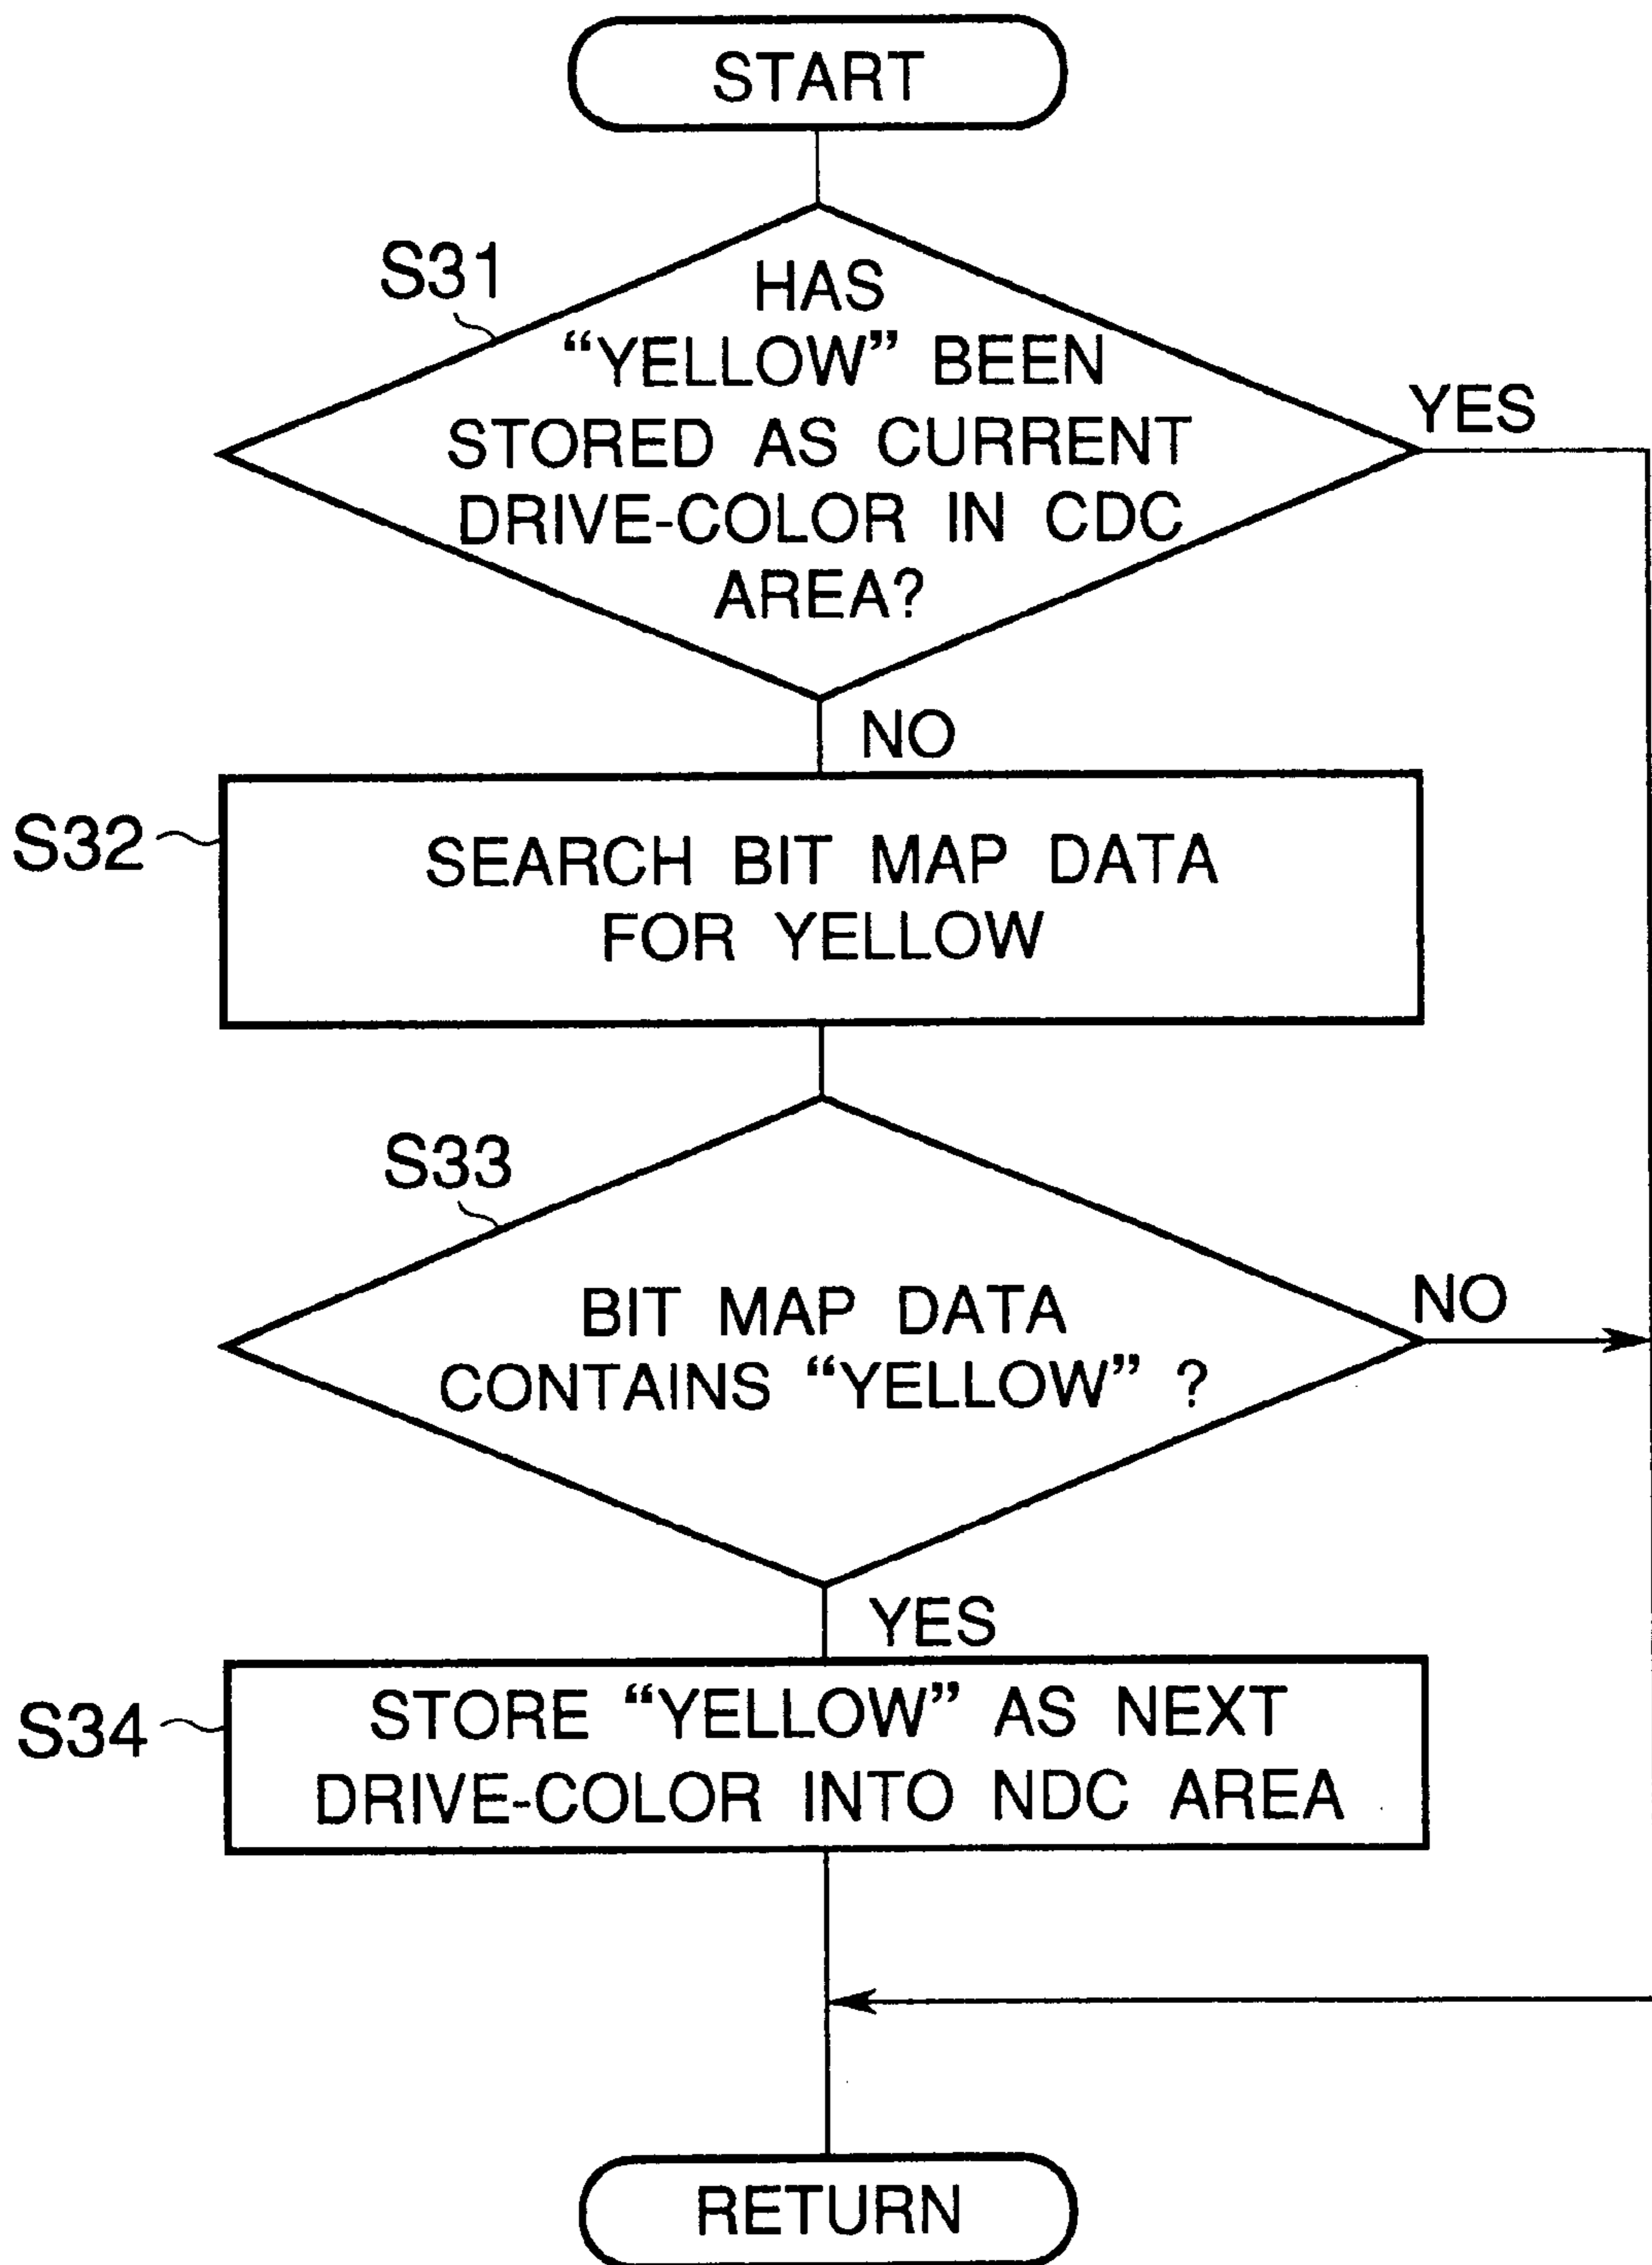 START
S31
HAS
“YELLOW” BEEN
STORED AS CURRENT
DRIVE-COLOR IN CDC
AREA?
YES
NO
S32
SEARCH BIT MAP DATA
FOR YELLOW
S33
BIT MAP DATA
CONTAINS “YELLOW” ?
NO
YES
S34
STORE “YELLOW” AS NEXT
DRIVE-COLOR INTO NDC AREA
RETURN